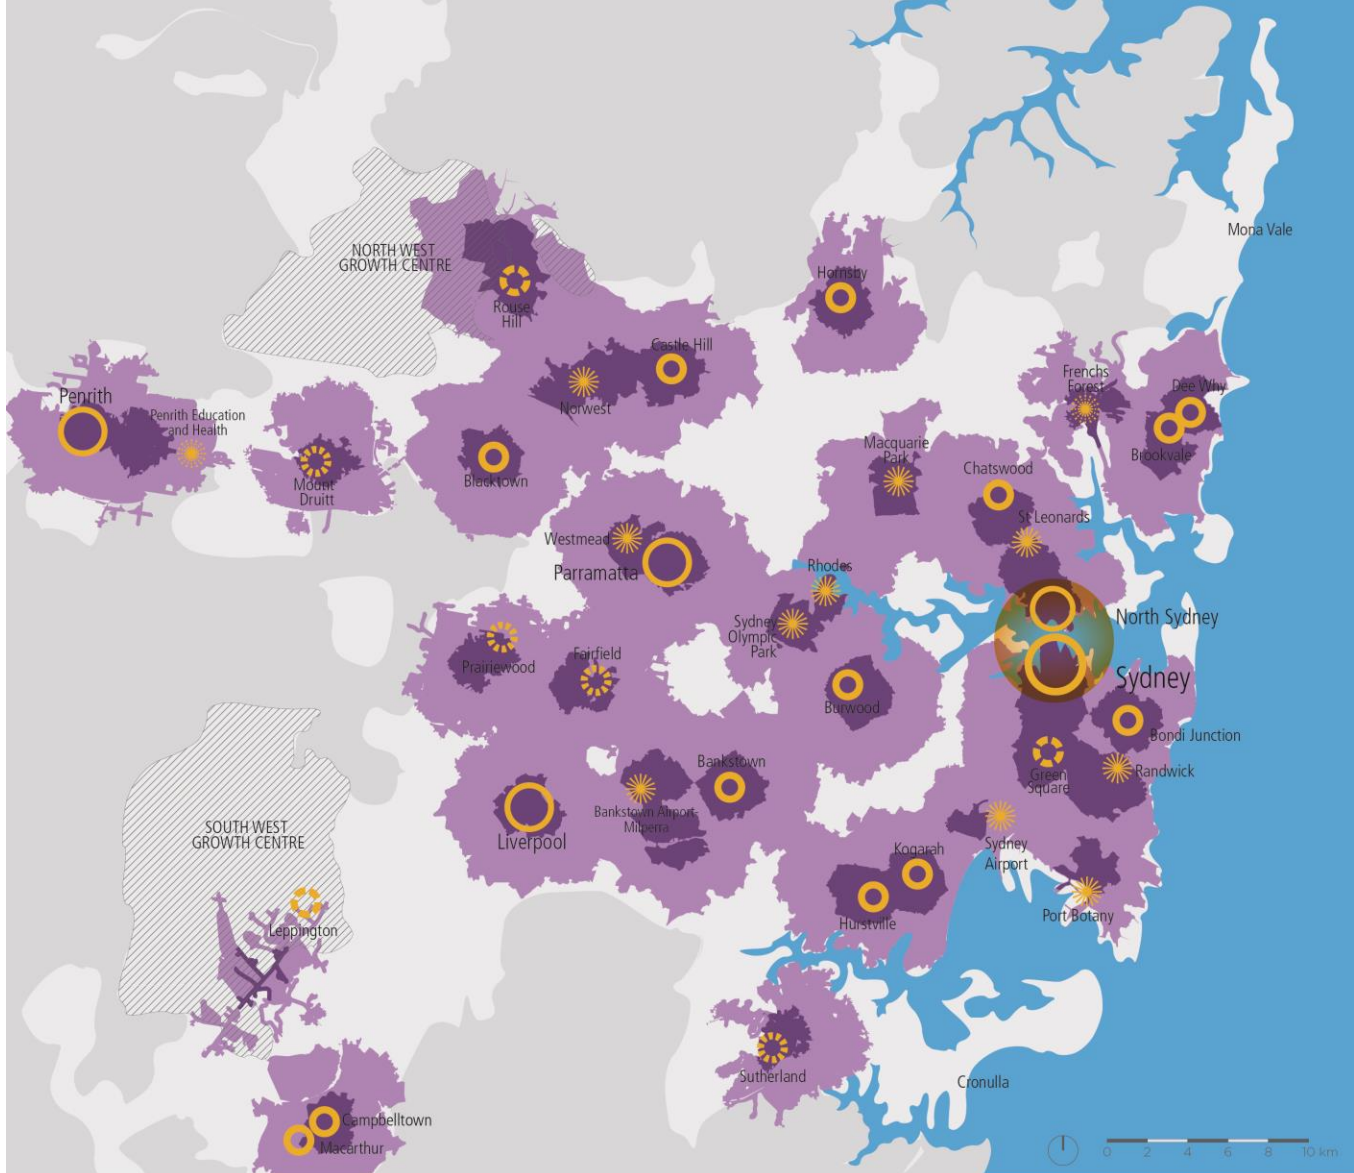 Mona Vale
NORTH WEST
GROWTH CENTRE
Hornsby
Rouse
Hill
Castle Hill
Norwest
Frenchs
Forest
Dee Why
Brookvale
Penrith
Penrith Education
and Health
Mount
Druitt
Blacktown
Macquarie
Park
Chatswood
St Leonards
Westmead
Parramatta
Rhodes
Sydney
Olympic
Park
North Sydney
Sydney
Prairiewood
Fairfield
Burwood
Bondi Junction
Green
Square
Randwick
Bankstown
Bankstown Airport-
Milperra
Liverpool
SOUTH WEST
GROWTH CENTRE
Kogarah
Hurstville
Sydney
Airport
Port Botany
Leppington
Sutherland
Cronulla
Campbelltown
Macarthur
0 2 4 6 8 10 km